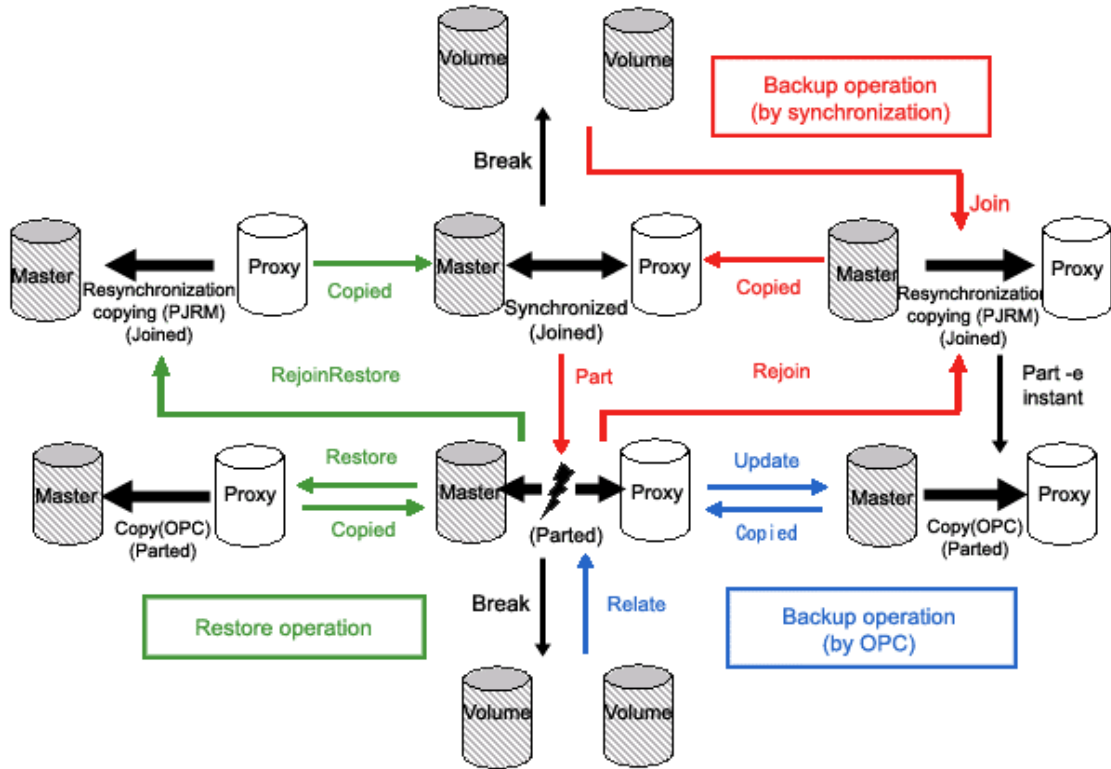 Volume
Volume
Backup operation
(by synchronization)
Break
Join
Master
Proxy
Master
Proxy
Master
Proxy
Copied
Copied
Resynchronization
copying (PJRM)
(Joined)
Synchronized
(Joined)
Resynchronization
copying (PJRM)
(Joined)
RejoinRestore
Part
Rejoin
Part -e
instant
Restore
Update
Master
Proxy
Master
Proxy
Master
Proxy
Copied
Copied
Copy(OPC)
(Parted)
(Parted)
Copy(OPC)
(Parted)
Break
Relate
Restore operation
Backup operation
(by OPC)
Volume
Volume